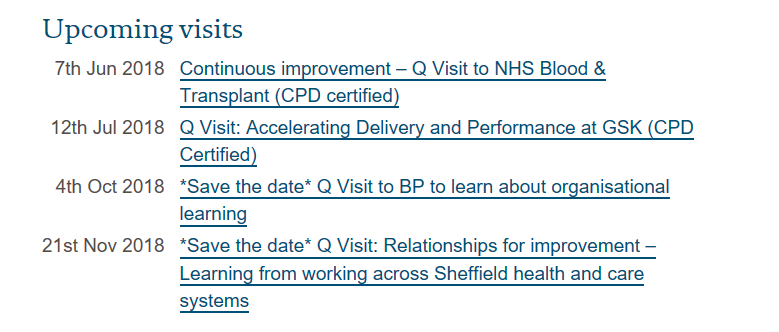 Upcoming visits
7th Jun 2018 Continuous improvement – Q Visit to NHS Blood &
Transplant (CPD certified)
12th Jul 2018 Q Visit: Accelerating Delivery and Performance at GSK (CPD
Certified)
4th Oct 2018 *Save the date* Q Visit to BP to learn about organisational
learning
21st Nov 2018 *Save the date* Q Visit: Relationships for improvement –
Learning from working across Sheffield health and care
systems